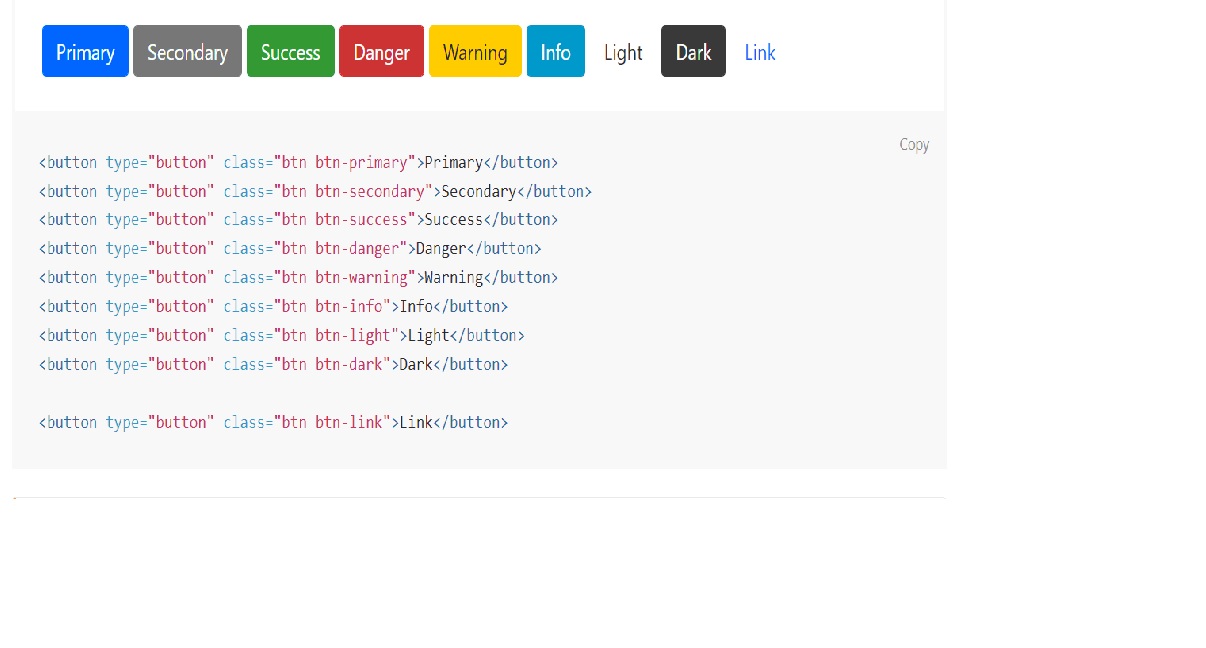 Primary Secondary Success Danger Warning Info Light Dark Link
Copy
<button type="button" class="btn btn-primary">Primary</button>
<button type="button" class="btn btn-secondary">Secondary</button>
<button type="button" class="btn btn-success">Success</button>
<button type="button" class="btn btn-danger">Danger</button>
<button type="button" class="btn btn-warning">Warning</button>
<button type="button" class="btn btn-info">Info</button>
<button type="button" class="btn btn-light">Light</button>
<button type="button" class="btn btn-dark">Dark</button>
<button type="button" class="btn btn-link">Link</button>